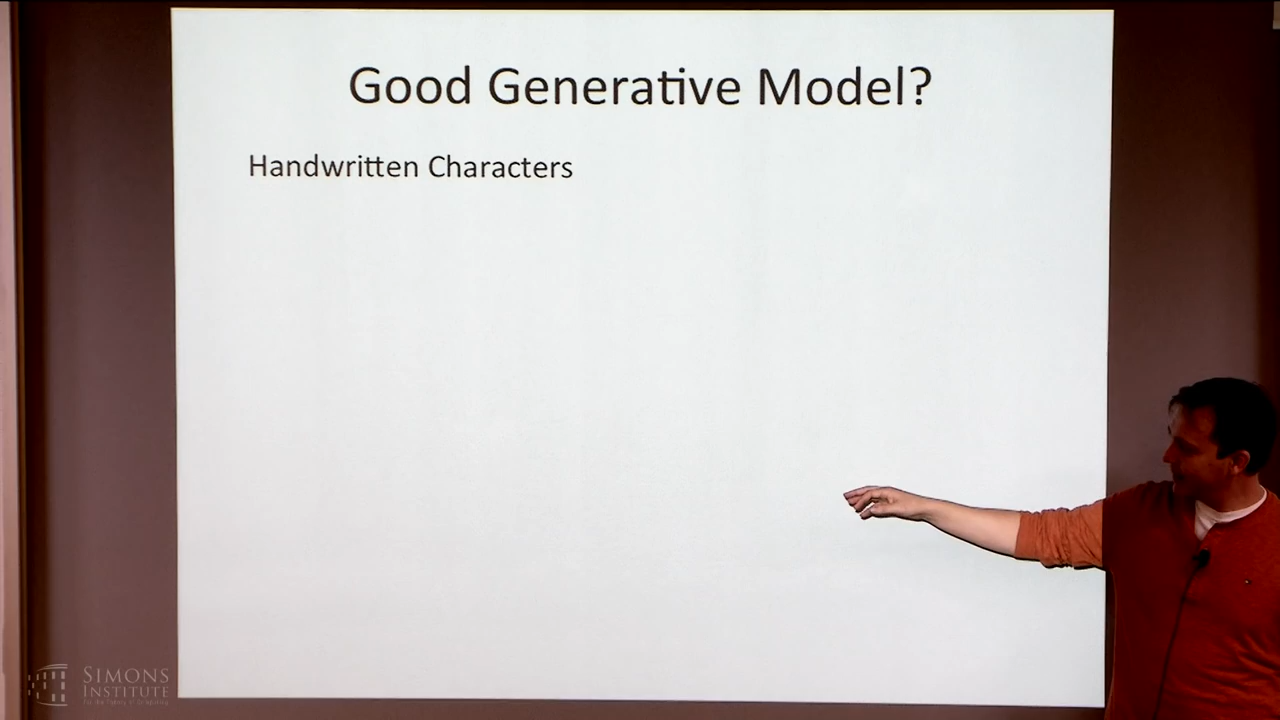 Good Generative Model?
Handwritten Characters
SIMONS
INSTITUTE